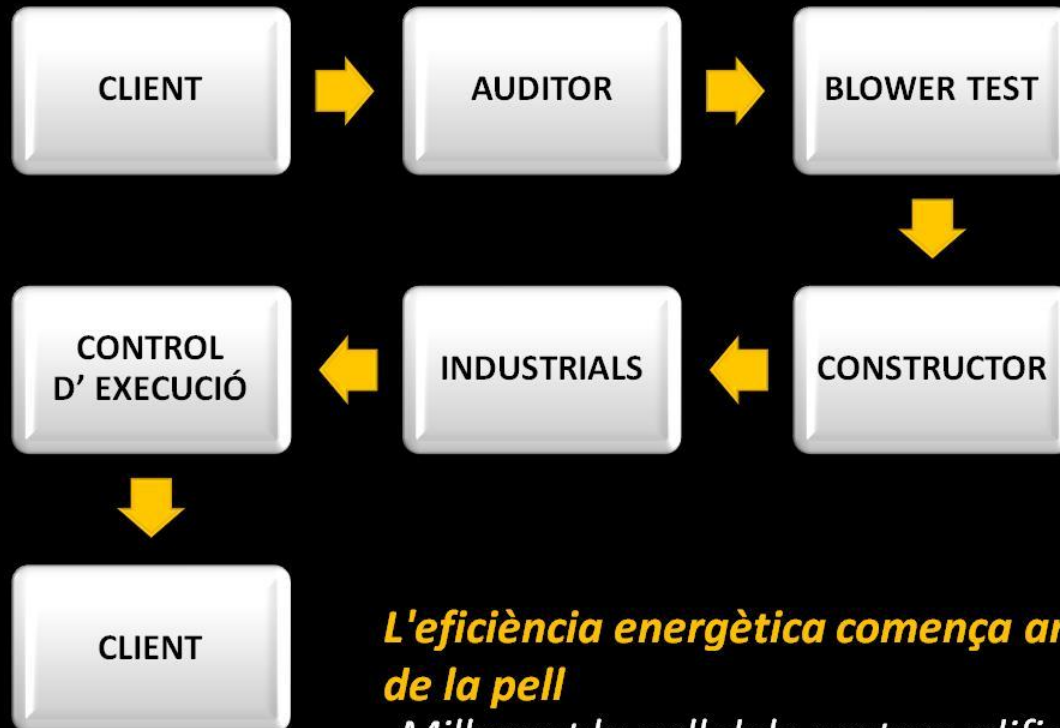 CLIENT
AUDITOR
BLOWER TEST
CONTROL
D’ EXECUCIÓ
INDUSTRIALS
CONSTRUCTOR
CLIENT
L'eficiència energètica comença
de la pell